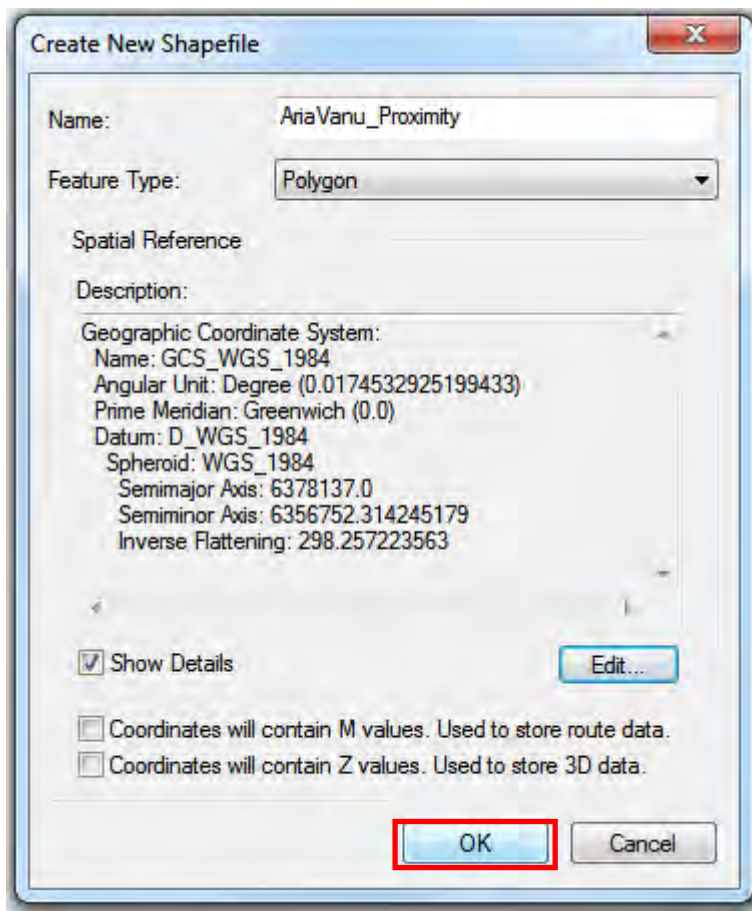 Create New Shapefile
Name: AriaVanu_Proximity
Feature Type: Polygon
Spatial Reference
Description:
Geographic Coordinate System:
Name: GCS_WGS_1984
Angular Unit: Degree (0.0174532925199433)
Prime Meridian: Greenwich (0.0)
Datum: D_WGS_1984
Spheroid: WGS_1984
Semimajor Axis: 6378137.0
Semiminor Axis: 6356752.314245179
Inverse Flattening: 298.257223563
Show Details
Edit...
Coordinates will contain M values. Used to store route data.
Coordinates will contain Z values. Used to store 3D data.
OK Cancel